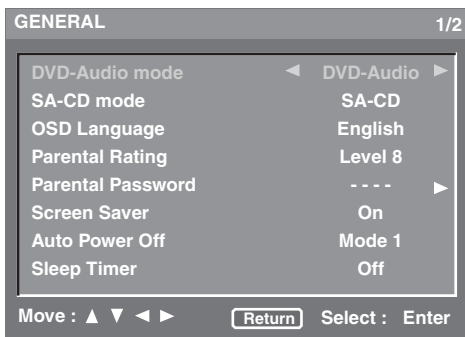 GENERAL 1/2
DVD-Audio mode ◀ DVD-Audio ▶
SA-CD mode SA-CD
OSD Language English
Parental Rating Level 8
Parental Password - - - - ▶
Screen Saver On
Auto Power Off Mode 1
Sleep Timer Off
Move : ▲ ▼ ◀ ▶ Return Select : Enter